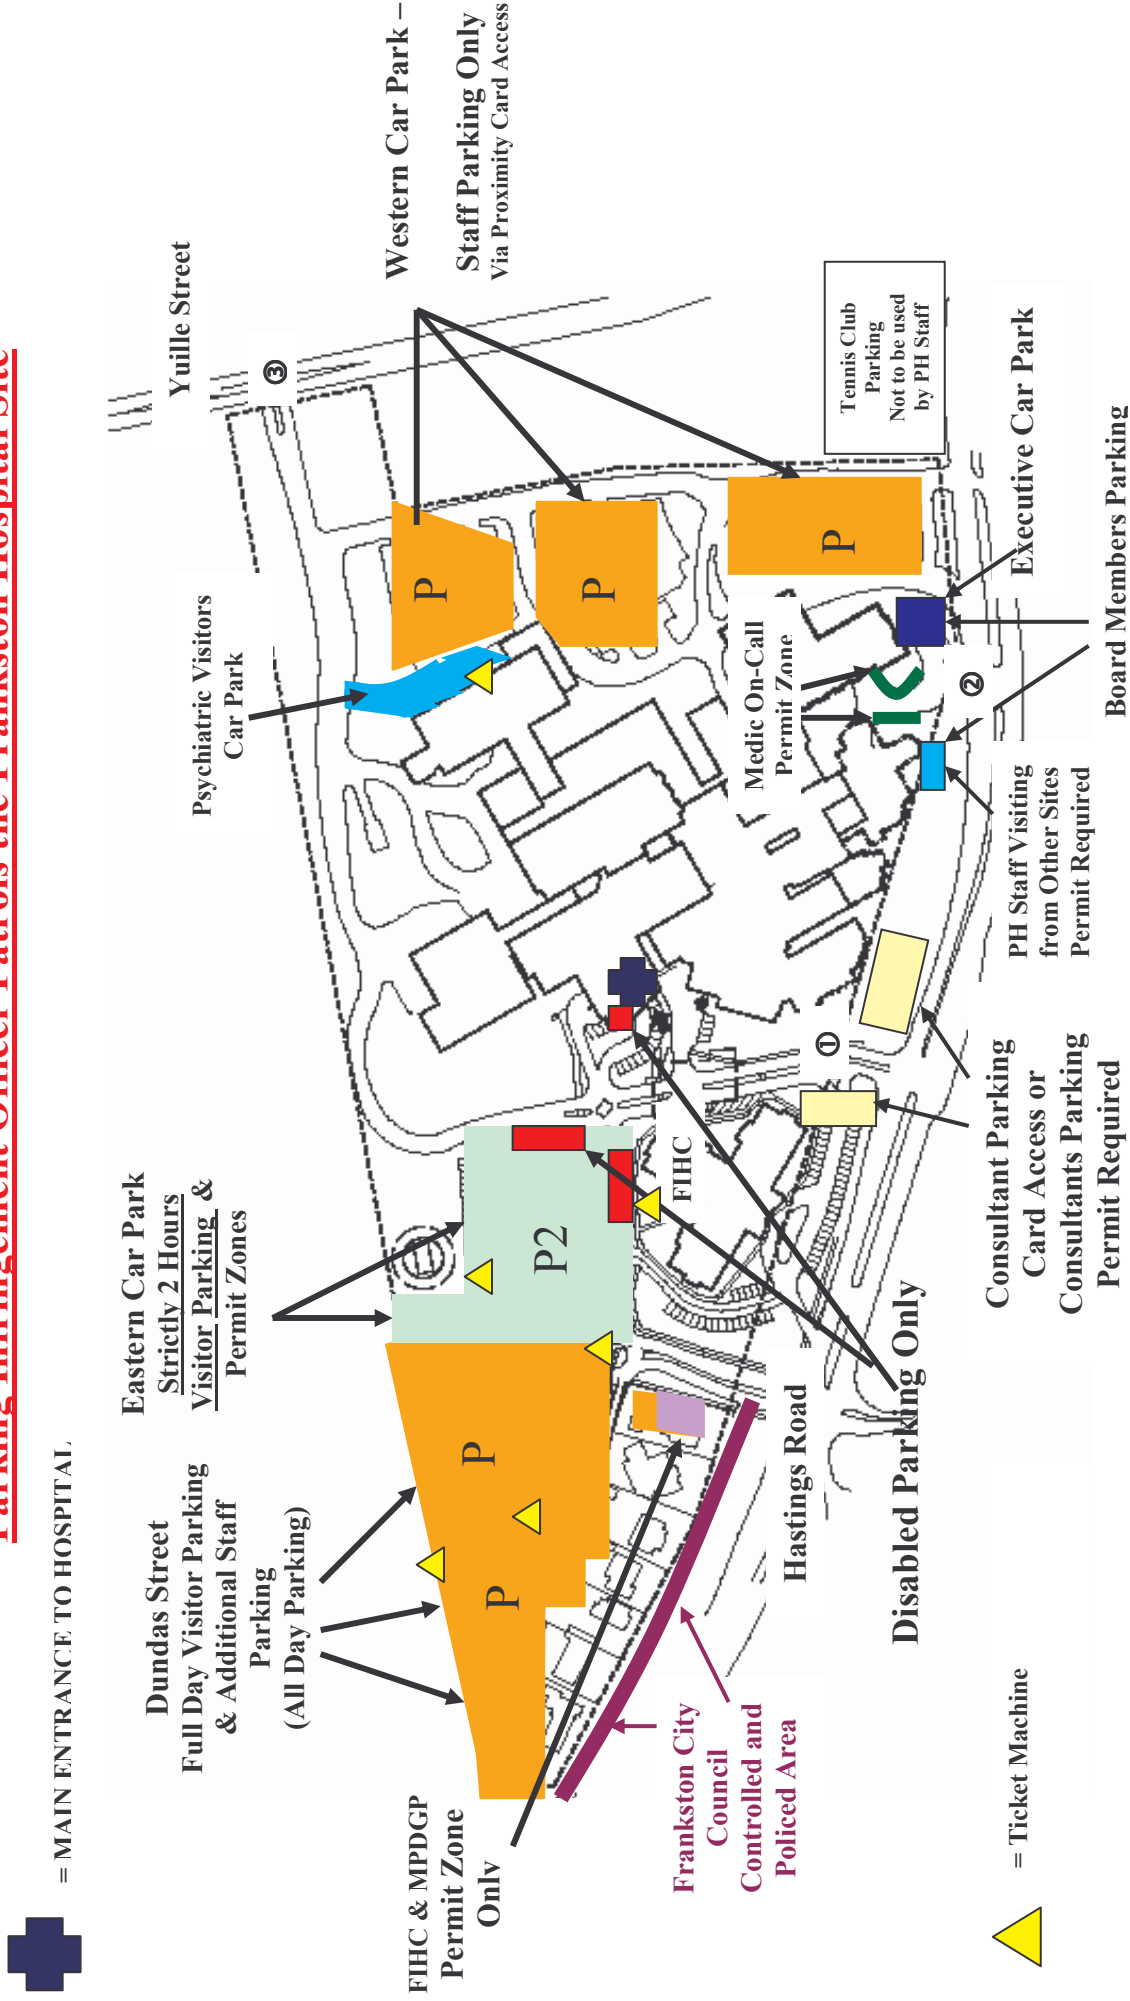 Parking Infringement Officer Patrols the Frankston Hospital Site
= MAIN ENTRANCE TO HOSPITAL
Dundas Street
Full Day Visitor Parking
& Additional Staff
Parking
(All Day Parking)
Eastern Car Park
Strictly 2 Hours
Visitor Parking &
Permit Zones
Psychiatric Visitors
Car Park
Yuille Street
③
Western Car Park –
Staff Parking Only
Via Proximity Card Access
P
P
P
P
P
P2
FIHC
FIHC & MPDGP
Permit Zone
Only
Frankston City
Council
Controlled and
Policed Area
Hastings Road
Disabled Parking Only
①
Medic On-Call
Permit Zone
②
Tennis Club
Parking
Not to be used
by PH Staff
Executive Car Park
Board Members Parking
PH Staff Visiting
from Other Sites
Permit Required
Consultant Parking
Card Access or
Consultants Parking
Permit Required
= Ticket Machine